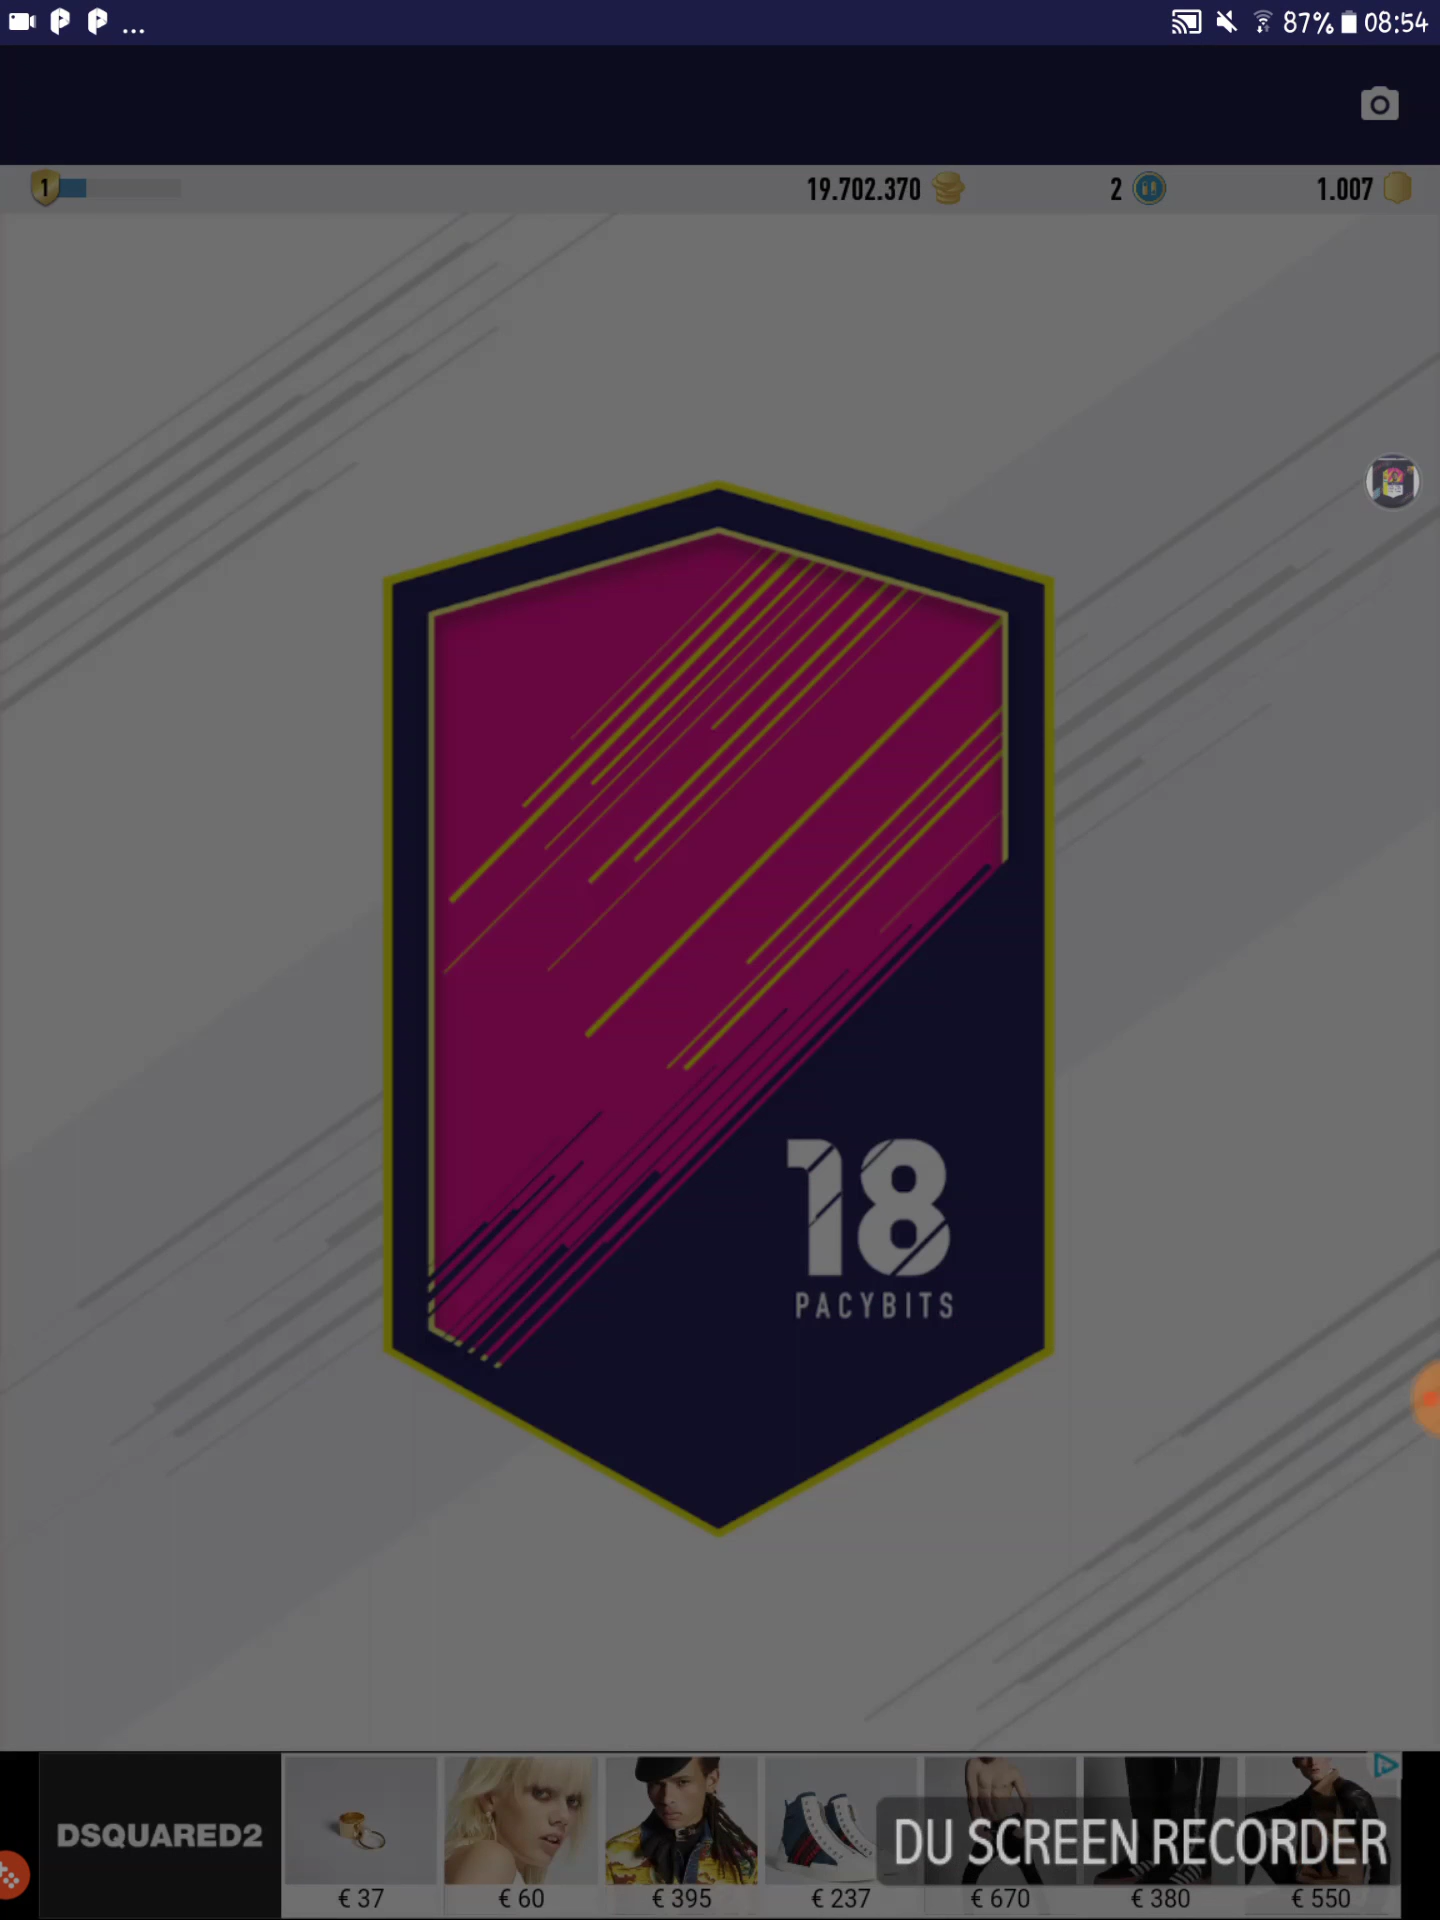 ... 87% 08:54
1 19.702.370 2 1.007
18
PACYBITS
DSQUARED2
DU SCREEN RECORDER
€ 37 € 60 € 395 € 237 € 670 € 380 € 550